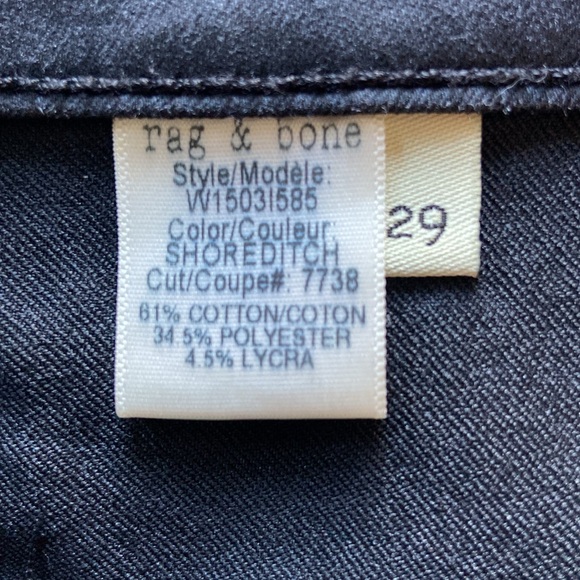 rag & bone
Style/Modèle:
W1503I585
Color/Couleur:
SHOREDITCH
Cut/Coupe#: 7738
61% COTTON/COTON
34.5% POLYESTER
4.5% LYCRA
29